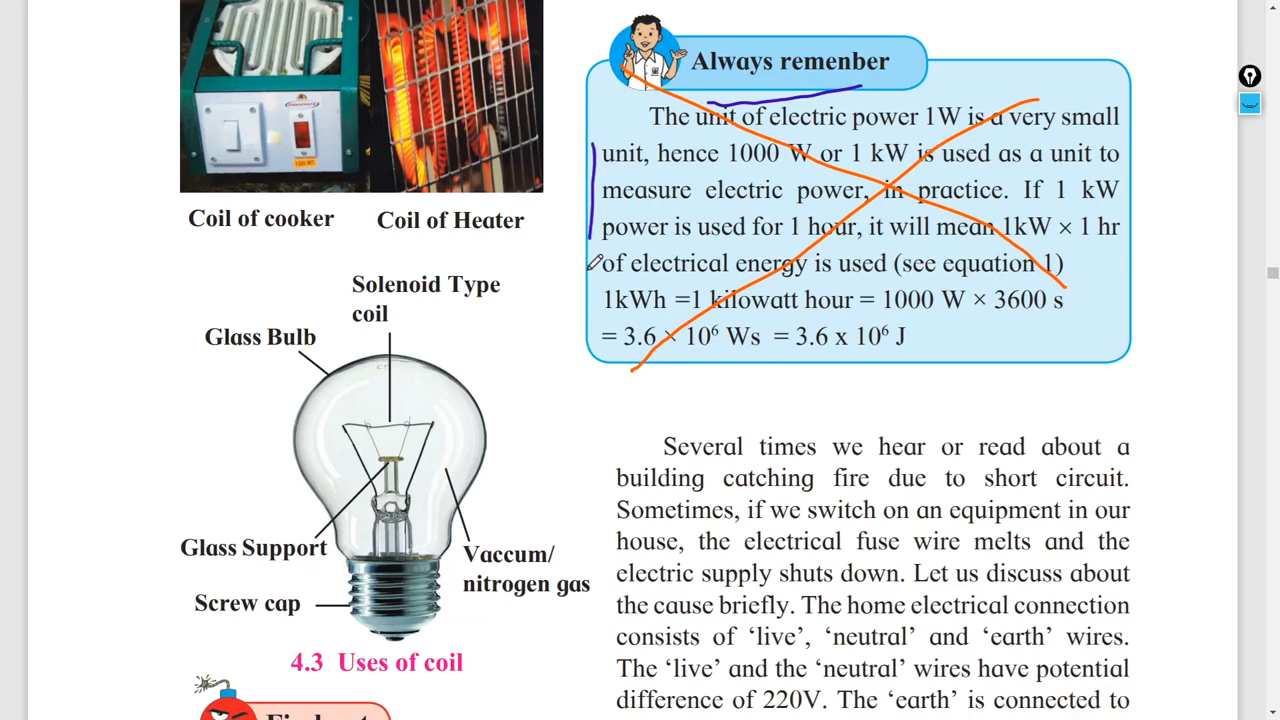 Coil of cooker
Coil of Heater
Solenoid Type
coil
Glass Bulb
Glass Support
Screw cap
Vaccum/
nitrogen gas
4.3 Uses of coil
Always remenber
The unit of electric power 1W is a very small
unit, hence 1000 W or 1 kW is used as a unit to
measure electric power, in practice. If 1 kW
power is used for 1 hour, it will mean 1kW × 1 hr
of electrical energy is used (see equation 1)
1kWh =1 kilowatt hour = 1000 W × 3600 s
= 3.6 × 10⁶ Ws = 3.6 x 10⁶ J
Several times we hear or read about a
building catching fire due to short circuit.
Sometimes, if we switch on an equipment in our
house, the electrical fuse wire melts and the
electric supply shuts down. Let us discuss about
the cause briefly. The home electrical connection
consists of ‘live’, ‘neutral’ and ‘earth’ wires.
The ‘live’ and the ‘neutral’ wires have potential
difference of 220V. The ‘earth’ is connected to